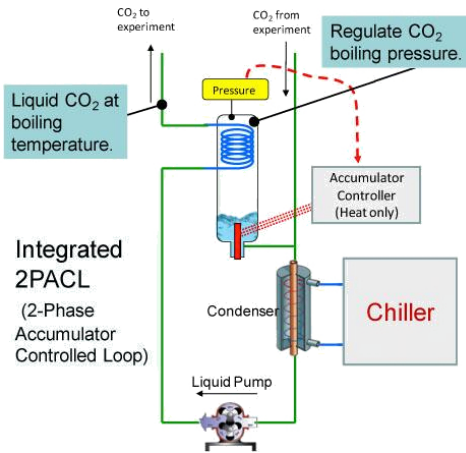 CO₂ to
experiment
CO₂ from
experiment
Regulate CO₂
boiling pressure.
Pressure
Liquid CO₂ at
boiling
temperature.
Accumulator
Controller
(Heat only)
Integrated
2PACL
(2-Phase
Accumulator
Controlled Loop)
Condenser
Chiller
Liquid Pump